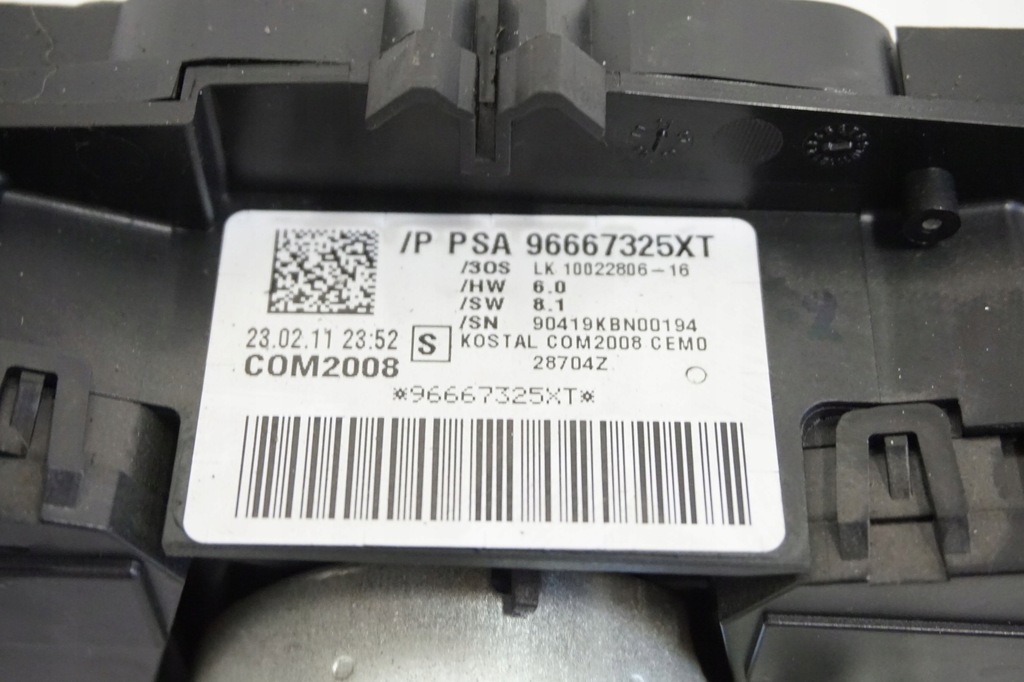 /P PSA 96667325XT
/3OS LK 10022806-16
/HW 6.0
/SW 8.1
/SN 90419KBN00194
23.02.11 23:52 S KOSTAL COM2008 CEM0
COM2008 28704Z
*96667325XT*